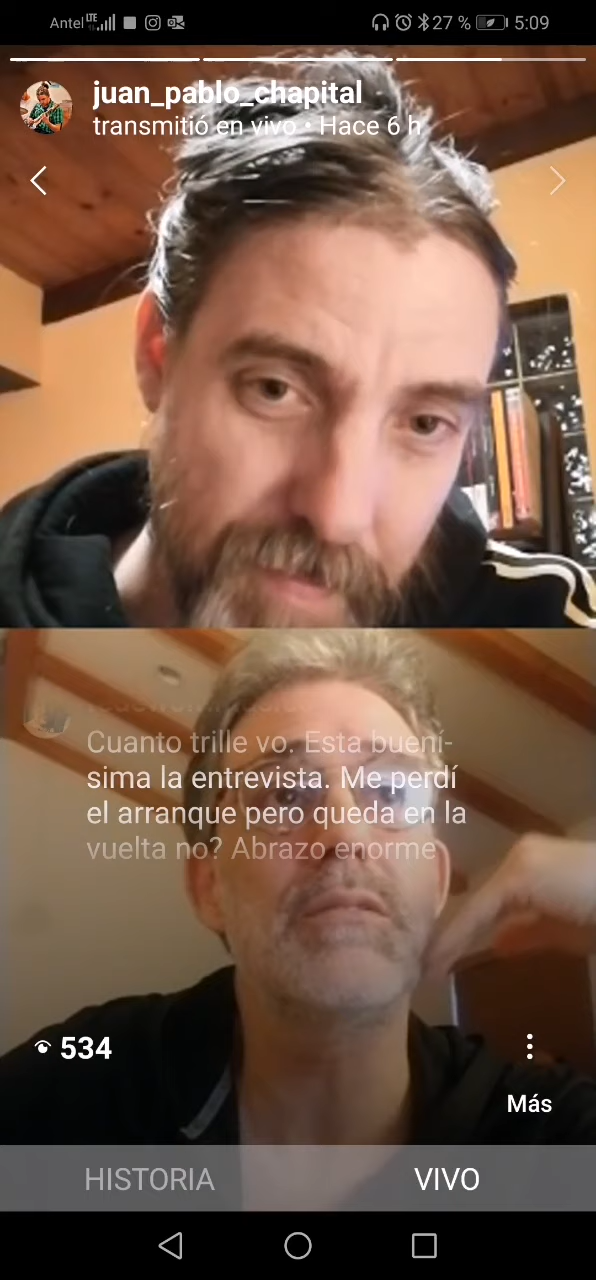 Antel LTE 27 % 5:09
juan_pablo_chapital
transmitió en vivo • Hace 6 h
Cuanto trille vo. Esta buení-
sima la entrevista. Me perdí
el arranque pero queda en la
vuelta no? Abrazo enorme
534
Más
HISTORIA VIVO